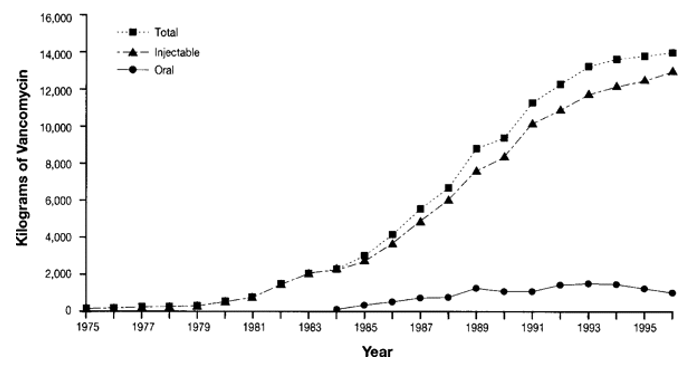 16,000
14,000
12,000
10,000
8,000
6,000
4,000
2,000
0
Kilograms of Vancomycin
Total
Injectable
Oral
1975 1977 1979 1981 1983 1985 1987 1989 1991 1993 1995
Year